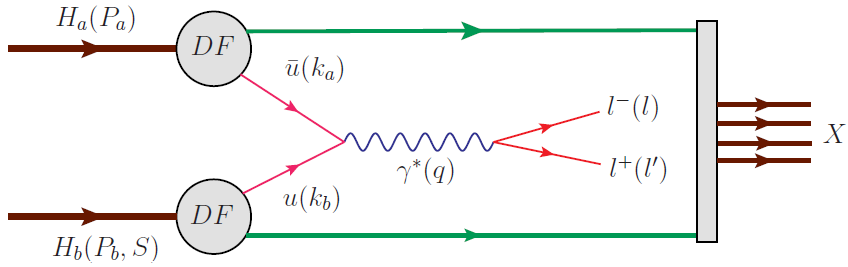 H_a(P_a)
DF
ū(k_a)
l⁻(l)
γ*(q)
l⁺(l′)
X
u(k_b)
DF
H_b(P_b, S)